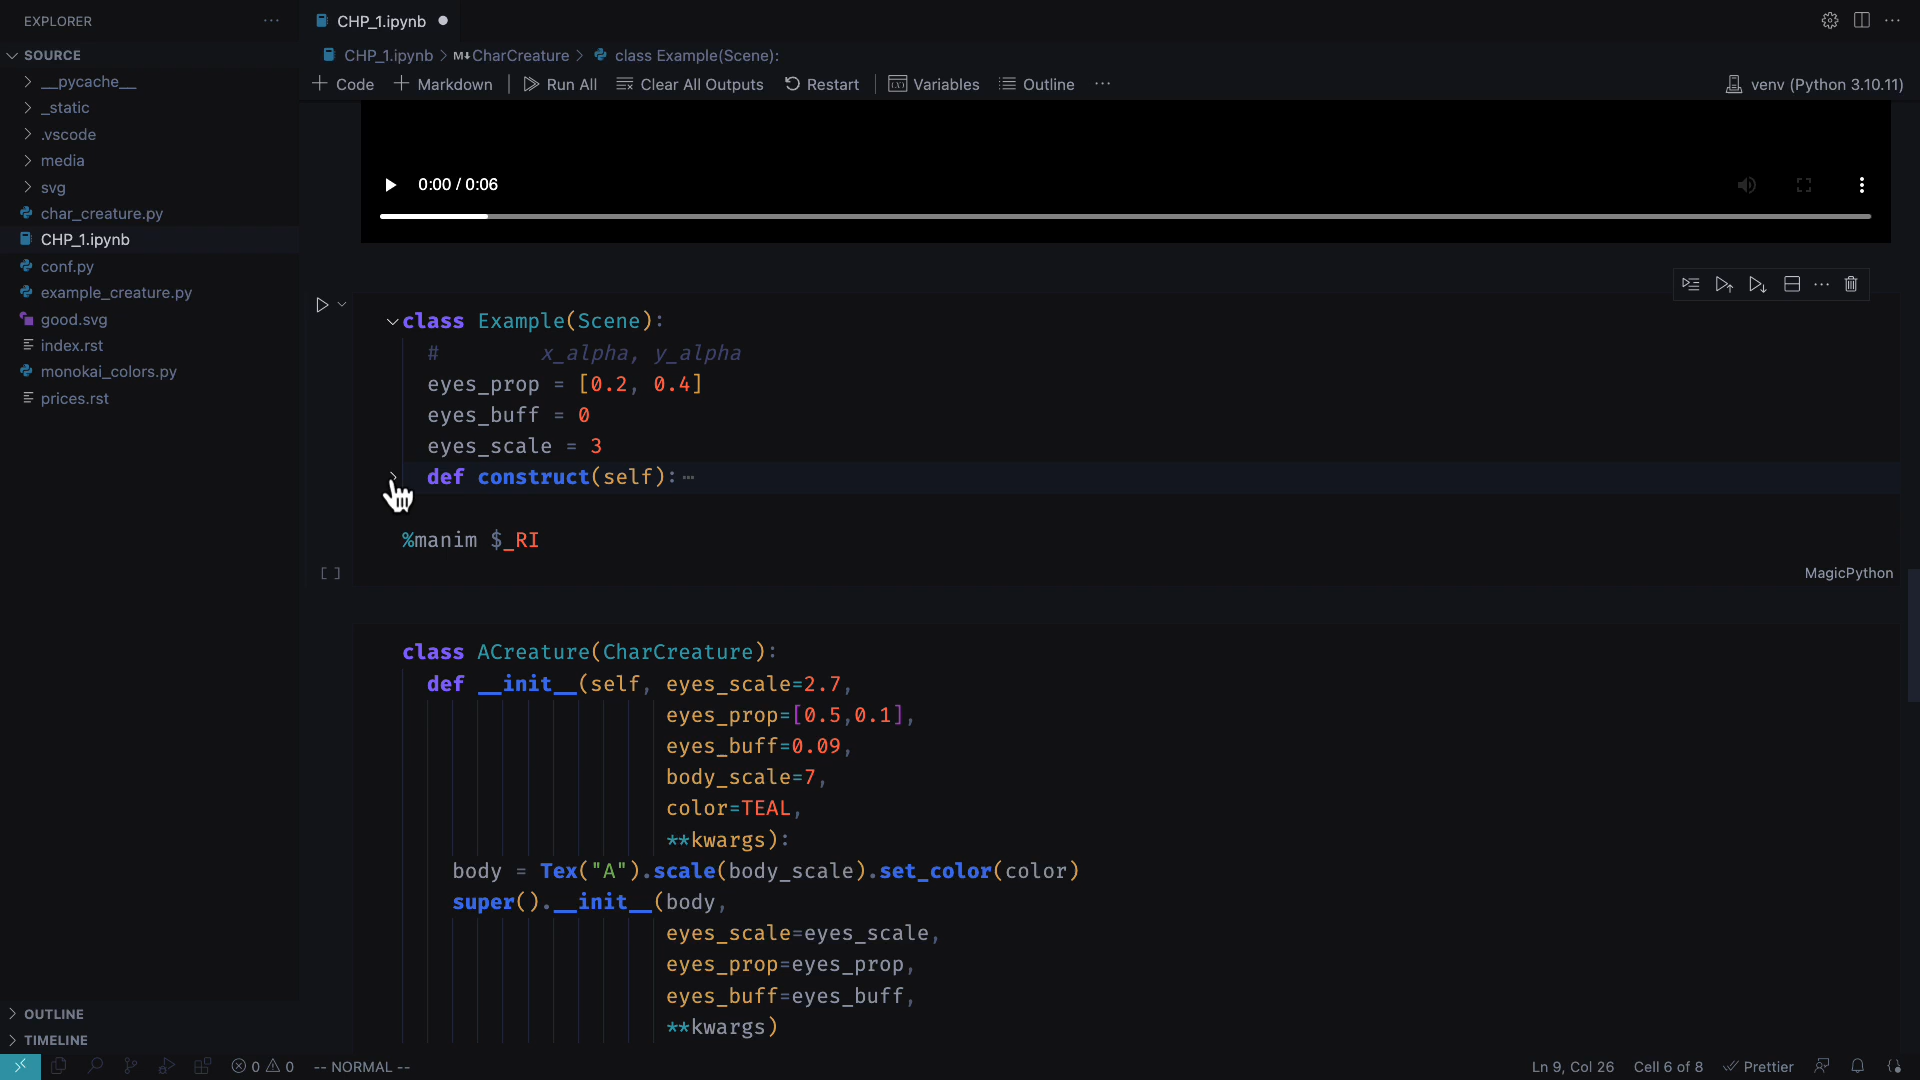 EXPLORER
SOURCE
__pycache__
_static
.vscode
media
svg
char_creature.py
CHP_1.ipynb
conf.py
example_creature.py
good.svg
index.rst
monokai_colors.py
prices.rst
OUTLINE
TIMELINE
CHP_1.ipynb
CHP_1.ipynb > M↓CharCreature > class Example(Scene):
+ Code + Markdown Run All Clear All Outputs Restart Variables Outline ···
venv (Python 3.10.11)
0:00 / 0:06
class Example(Scene):
# x_alpha, y_alpha
eyes_prop = [0.2, 0.4]
eyes_buff = 0
eyes_scale = 3
def construct(self):···
%manim $_RI
[ ]
MagicPython
class ACreature(CharCreature):
def __init__(self, eyes_scale=2.7,
eyes_prop=[0.5,0.1],
eyes_buff=0.09,
body_scale=7,
color=TEAL,
**kwargs):
body = Tex("A").scale(body_scale).set_color(color)
super().__init__(body,
eyes_scale=eyes_scale,
eyes_prop=eyes_prop,
eyes_buff=eyes_buff,
**kwargs)
0 0 -- NORMAL --
Ln 9, Col 26 Cell 6 of 8 Prettier